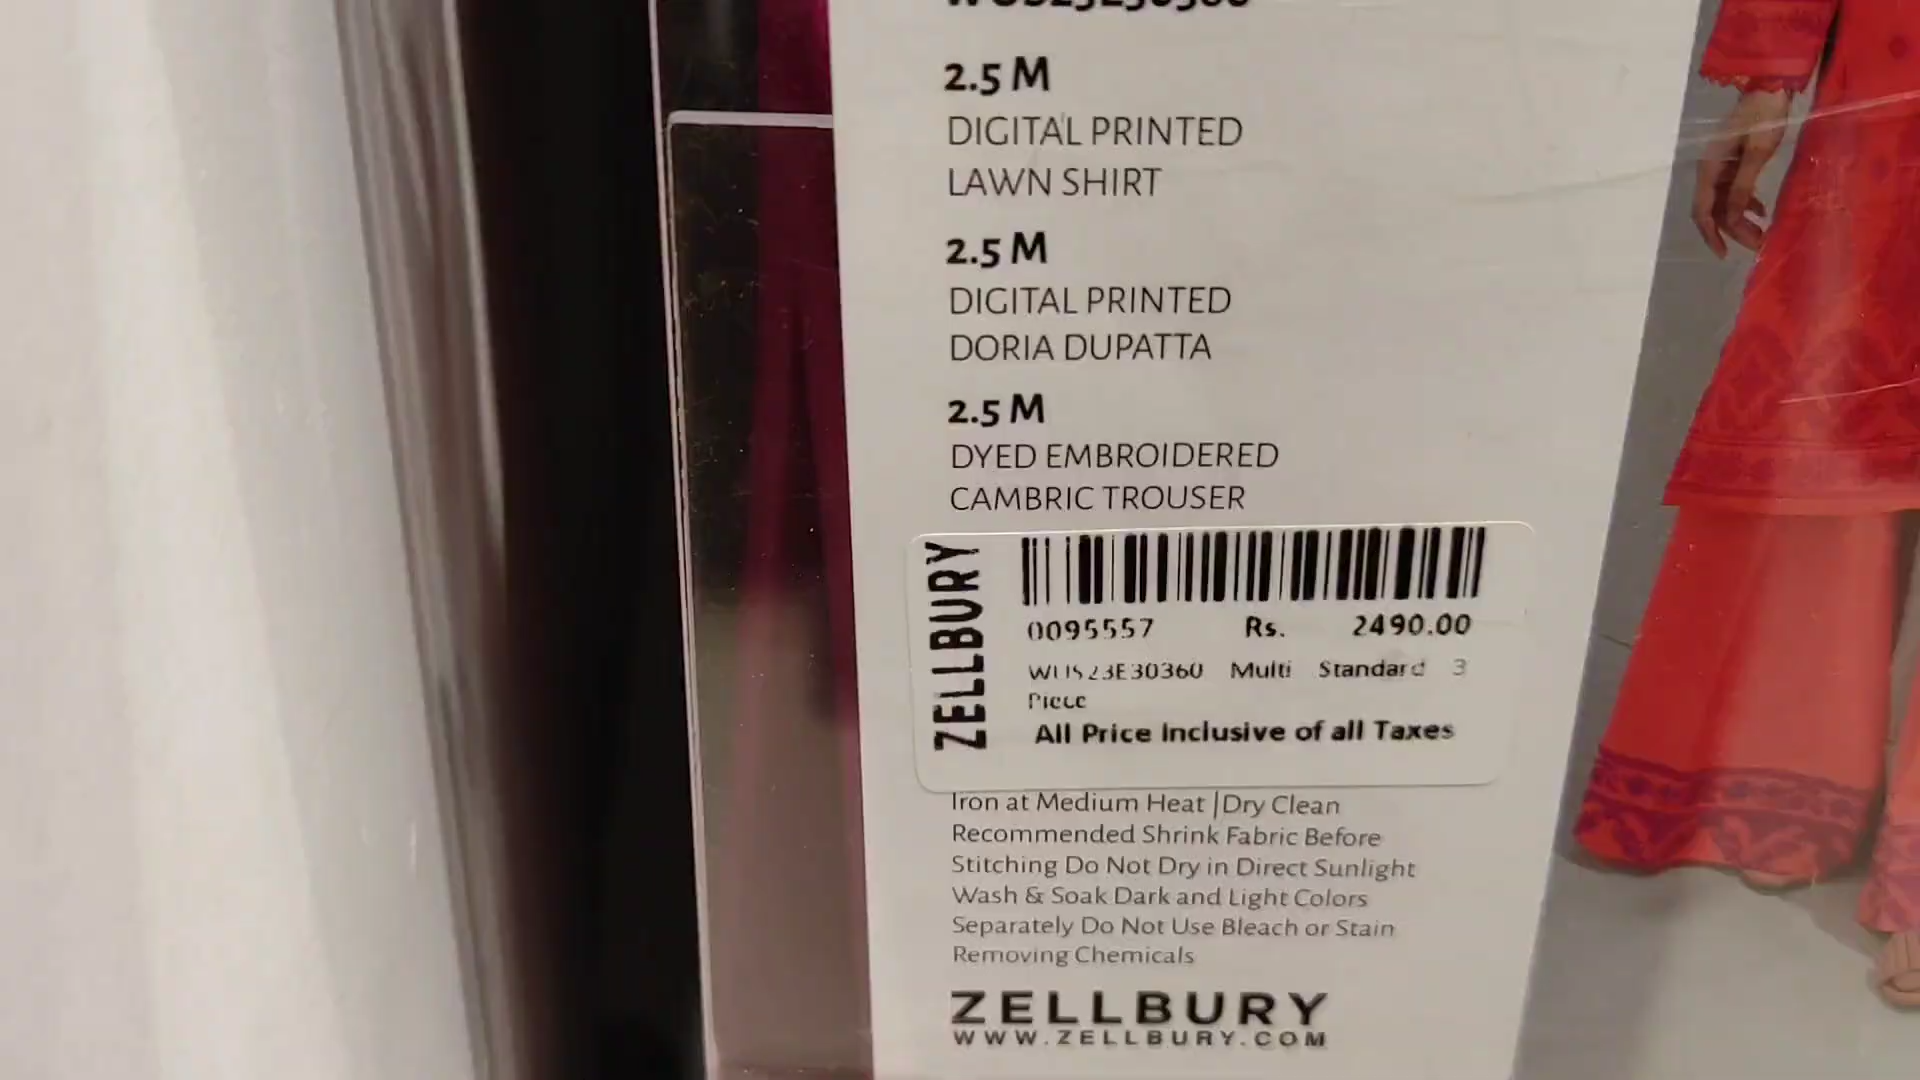 2.5 M
DIGITAL PRINTED
LAWN SHIRT
2.5 M
DIGITAL PRINTED
DORIA DUPATTA
2.5 M
DYED EMBROIDERED
CAMBRIC TROUSER
ZELLBURY
0095557 Rs. 2490.00
WUS23E30360 Multi Standard 3
Piece
All Price Inclusive of all Taxes
Iron at Medium Heat |Dry Clean
Recommended Shrink Fabric Before
Stitching Do Not Dry in Direct Sunlight
Wash & Soak Dark and Light Colors
Separately Do Not Use Bleach or Stain
Removing Chemicals
ZELLBURY
WWW.ZELLBURY.COM